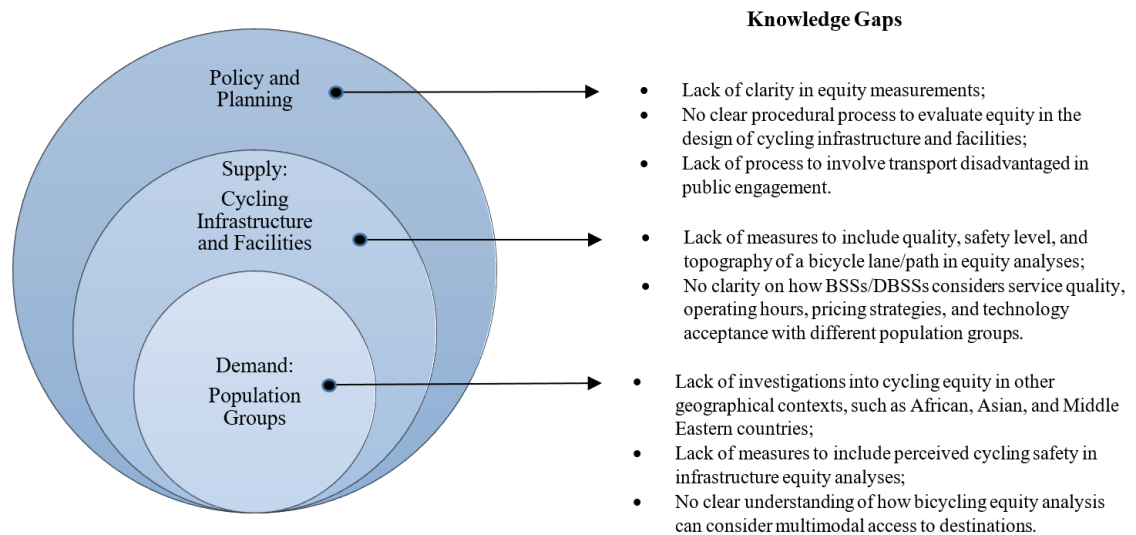 Knowledge Gaps
Policy and
Planning
• Lack of clarity in equity measurements;
• No clear procedural process to evaluate equity in the
design of cycling infrastructure and facilities;
• Lack of process to involve transport disadvantaged in
public engagement.
Supply:
Cycling
Infrastructure
and Facilities
• Lack of measures to include quality, safety level, and
topography of a bicycle lane/path in equity analyses;
• No clarity on how BSSs/DBSSs considers service quality,
operating hours, pricing strategies, and technology
acceptance with different population groups.
Demand:
Population
Groups
• Lack of investigations into cycling equity in other
geographical contexts, such as African, Asian, and Middle
Eastern countries;
• Lack of measures to include perceived cycling safety in
infrastructure equity analyses;
• No clear understanding of how bicycling equity analysis
can consider multimodal access to destinations.